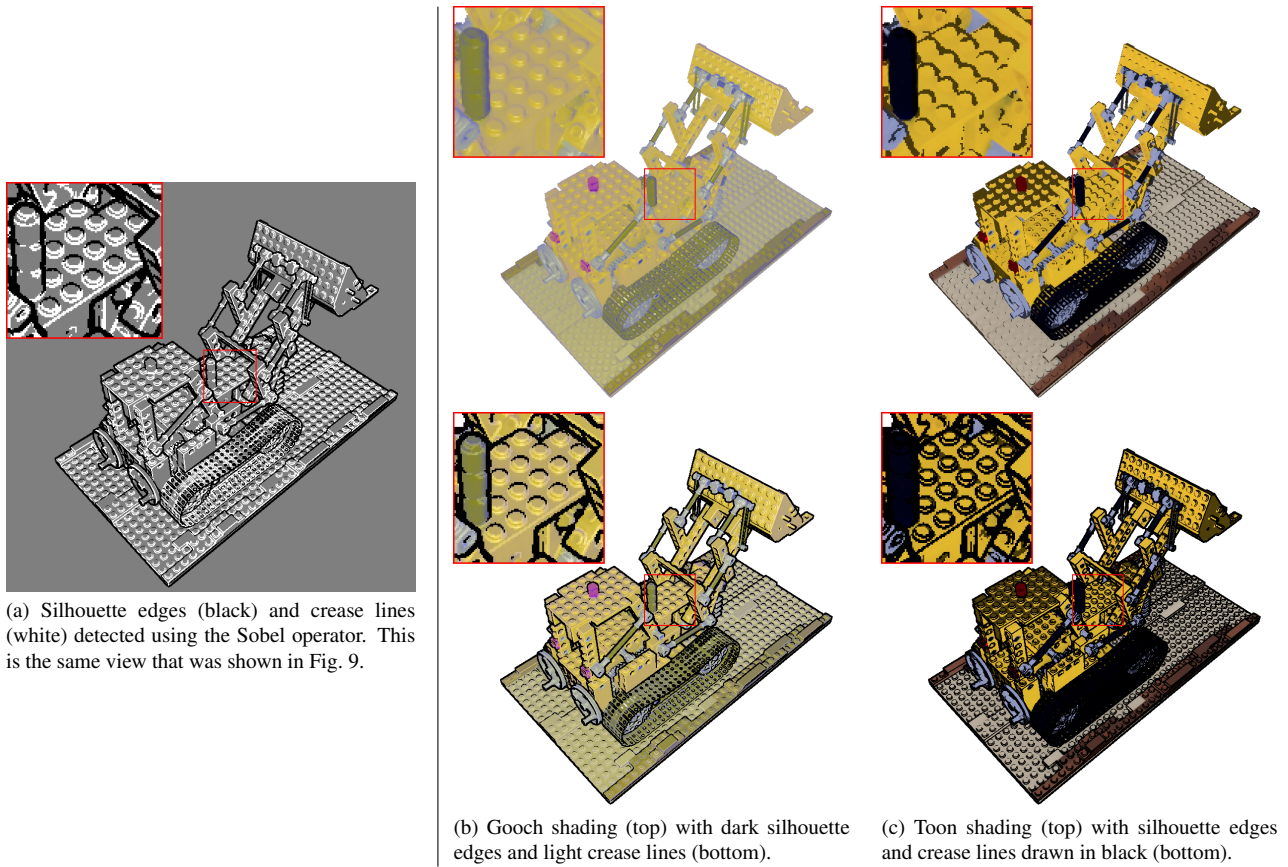 (a) Silhouette edges (black) and crease lines
(white) detected using the Sobel operator. This
is the same view that was shown in Fig. 9.
(b) Gooch shading (top) with dark silhouette
edges and light crease lines (bottom).
(c) Toon shading (top) with silhouette edges
and crease lines drawn in black (bottom).